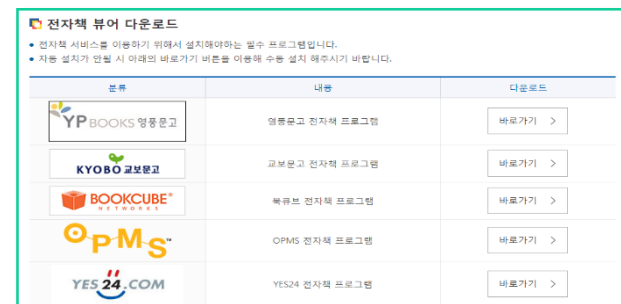 전자책 뷰어 다운로드
• 전자책 서비스를 이용하기 위해서 설치해야하는 필수 프로그램입니다.
• 자동 설치가 안될 시 아래의 바로가기 버튼을 이용해 수동 설치 해주시기 바랍니다.
분류 내용 다운로드
YP BOOKS 영풍문고 영풍문고 전자책 프로그램 바로가기 >
KYOBO 교보문고 교보문고 전자책 프로그램 바로가기 >
BOOKCUBE® NETWORKS 북큐브 전자책 프로그램 바로가기 >
OPMS™ OPMS 전자책 프로그램 바로가기 >
YES24.COM YES24 전자책 프로그램 바로가기 >